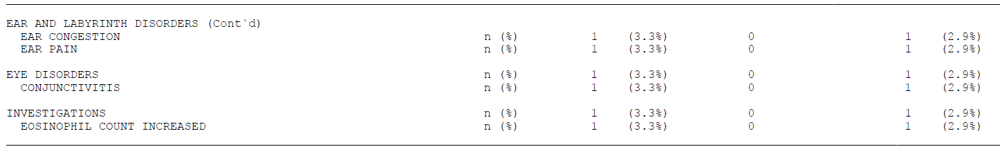 EAR AND LABYRINTH DISORDERS (Cont`d)
EAR CONGESTION n (%) 1 (3.3%) 0 1 (2.9%)
EAR PAIN n (%) 1 (3.3%) 0 1 (2.9%)
EYE DISORDERS n (%) 1 (3.3%) 0 1 (2.9%)
CONJUNCTIVITIS n (%) 1 (3.3%) 0 1 (2.9%)
INVESTIGATIONS n (%) 1 (3.3%) 0 1 (2.9%)
EOSINOPHIL COUNT INCREASED n (%) 1 (3.3%) 0 1 (2.9%)